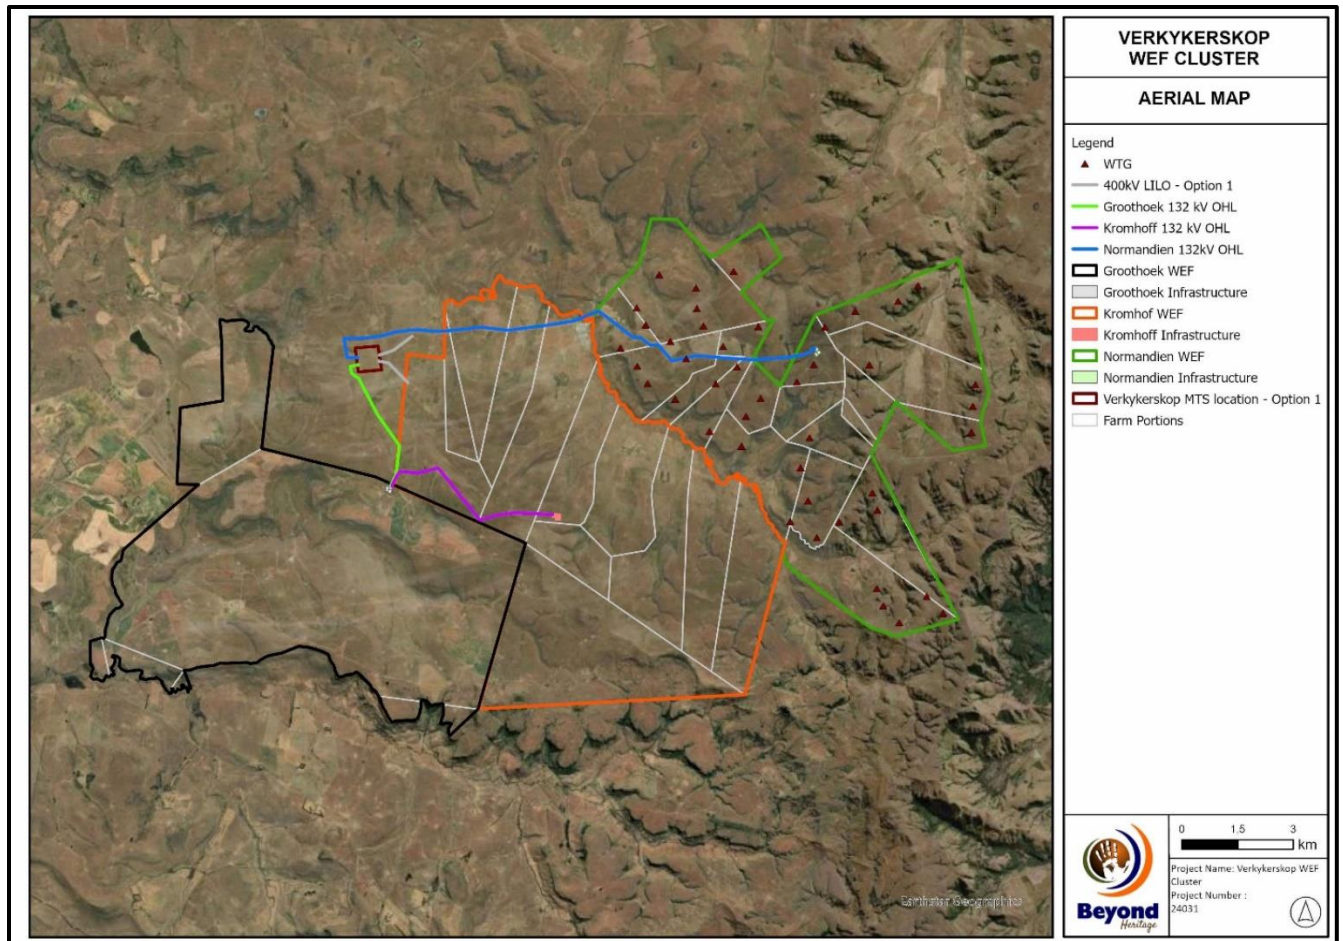 VERKYKERSKOP
WEF CLUSTER
AERIAL MAP
Legend
WTG
400kV LILO - Option 1
Groothoek 132 kV OHL
Kromhoff 132 kV OHL
Normandien 132kV OHL
Groothoek WEF
Groothoek Infrastructure
Kromhof WEF
Kromhoff Infrastructure
Normandien WEF
Normandien Infrastructure
Verkykerskop MTS location - Option 1
Farm Portions
Earthstar Geographics
Beyond
Heritage
0 1.5 3
km
Project Name: Verkykerskop WEF
Cluster
Project Number :
24031